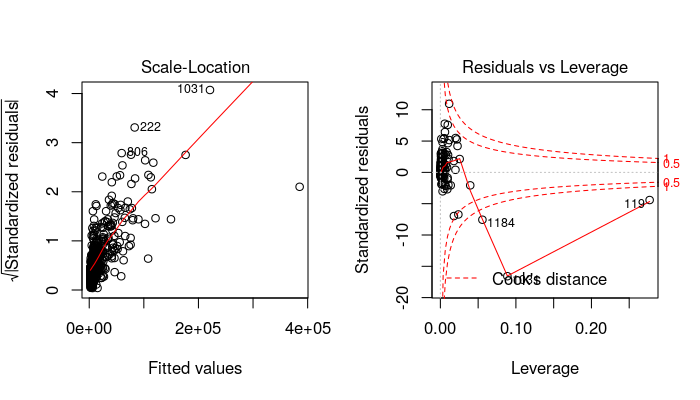 Scale-Location
√|Standardized residuals|
4
3
2
1
0
1031
222
806
0e+00
2e+05
4e+05
Fitted values
Residuals vs Leverage
Standardized residuals
10
5
0
-10
-20
1
0.5
0.5
1
119
1184
Cook's distance
0.00
0.10
0.20
Leverage